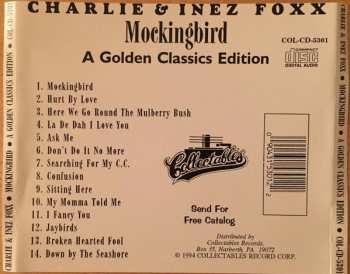 CHARLIE & INEZ FOXX
COL-CD-5301
Mockingbird
A Golden Classics Edition
COMPACT
disc
DIGITAL AUDIO
1. Mockingbird
2. Hurt By Love
3. Here We Go Round The Mulberry Bush
4. La De Dah I Love You
5. Ask Me
6. Don't Do It No More
7. Searching For My C.C.
8. Confusion
9. Sitting Here
10. My Momma Told Me
11. I Fancy You
12. Jaybirds
13. Broken Hearted Fool
14. Down by The Seashore
Collectables
Send For
Free Catalog
Distributed by
Collectables Records,
Box 35, Narberth, PA. 19072
© 1994 COLLECTABLES RECORD CORP.
CHARLIE & INEZ FOXX • MOCKINGBIRD • A GOLDEN CLASSICS EDITION • COL-CD-5301
CHARLIE & INEZ FOXX • MOCKINGBIRD • A GOLDEN CLASSICS EDITION • COL-CD-5301